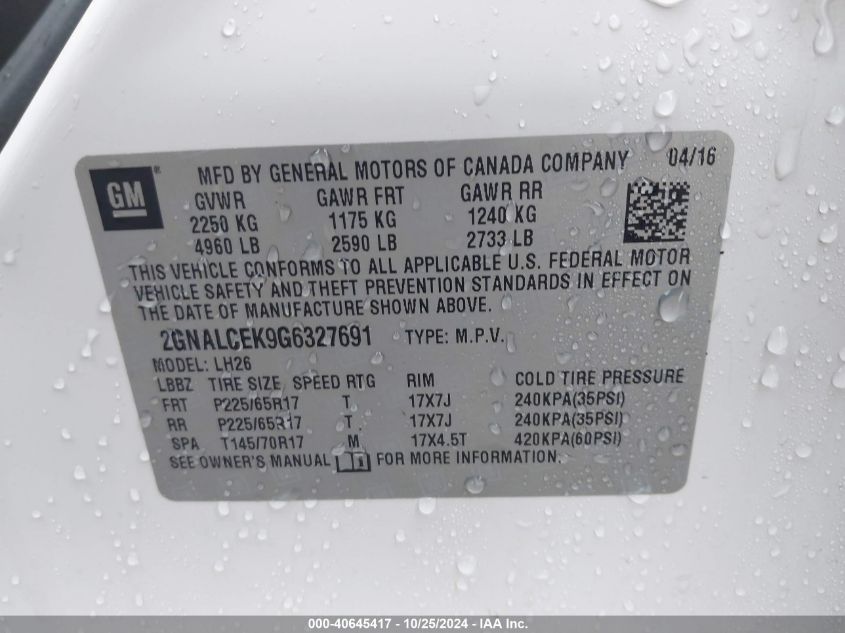 GM ®
MFD BY GENERAL MOTORS OF CANADA COMPANY 04/16
GVWR GAWR FRT GAWR RR
2250 KG 1175 KG 1240 KG
4960 LB 2590 LB 2733 LB
THIS VEHICLE CONFORMS TO ALL APPLICABLE U.S. FEDERAL MOTOR
VEHICLE SAFETY AND THEFT PREVENTION STANDARDS IN EFFECT ON
THE DATE OF MANUFACTURE SHOWN ABOVE.
2GNALCEK9G6327691 TYPE: M.P.V.
MODEL: LH26
LBBZ TIRE SIZE SPEED RTG RIM COLD TIRE PRESSURE
FRT P225/65R17 T 17X7J 240KPA(35PSI)
RR P225/65R17 T 17X7J 240KPA(35PSI)
SPA T145/70R17 M 17X4.5T 420KPA(60PSI)
SEE OWNER'S MANUAL FOR MORE INFORMATION.
000-40645417 - 10/25/2024 - IAA Inc.